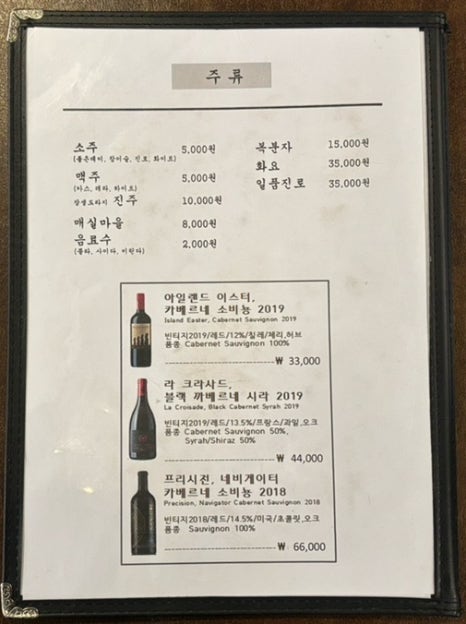 주 류
소주 5,000원
(좋은데이, 참이슬, 진로, 화이트)
맥주 5,000원
(카스, 테라, 하이트)
장생도라지 진주 10,000원
매실마을 8,000원
음료수 2,000원
(콜라, 사이다, 미린다)
복분자 15,000원
화요 35,000원
일품진로 35,000원
아일랜드 이스터,
카베르네 소비뇽 2019
Island Easter, Cabernet Sauvignon 2019
빈티지2019/레드/12%/칠레/체리,허브
품종 Cabernet Sauvignon 100%
₩ 33,000
라 크라사드,
블랙 까베르네 시라 2019
La Croisade, Black Cabernet Syrah 2019
빈티지2019/레드/13.5%/프랑스/과일,오크
품종 Cabernet Sauvignon 50%,
Syrah/Shiraz 50%
₩ 44,000
프리시전, 네비게이터
카베르네 소비뇽 2018
Precision, Navigator Cabernet Sauvignon 2018
빈티지2018/레드/14.5%/미국/초콜릿,오크
품종 Sauvignon 100%
₩ 66,000